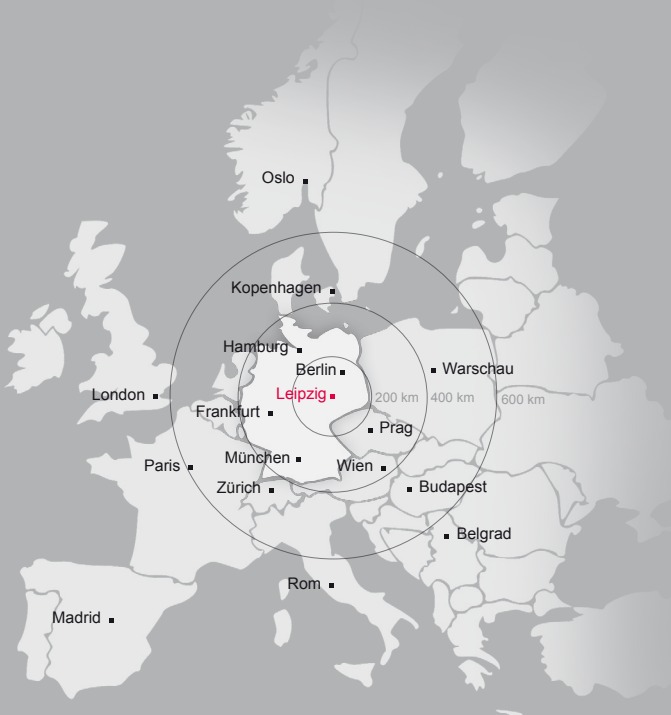 Oslo
Kopenhagen
Hamburg
Berlin
Warschau
London
Leipzig
200 km
400 km
600 km
Frankfurt
Prag
München
Wien
Paris
Zürich
Budapest
Belgrad
Rom
Madrid